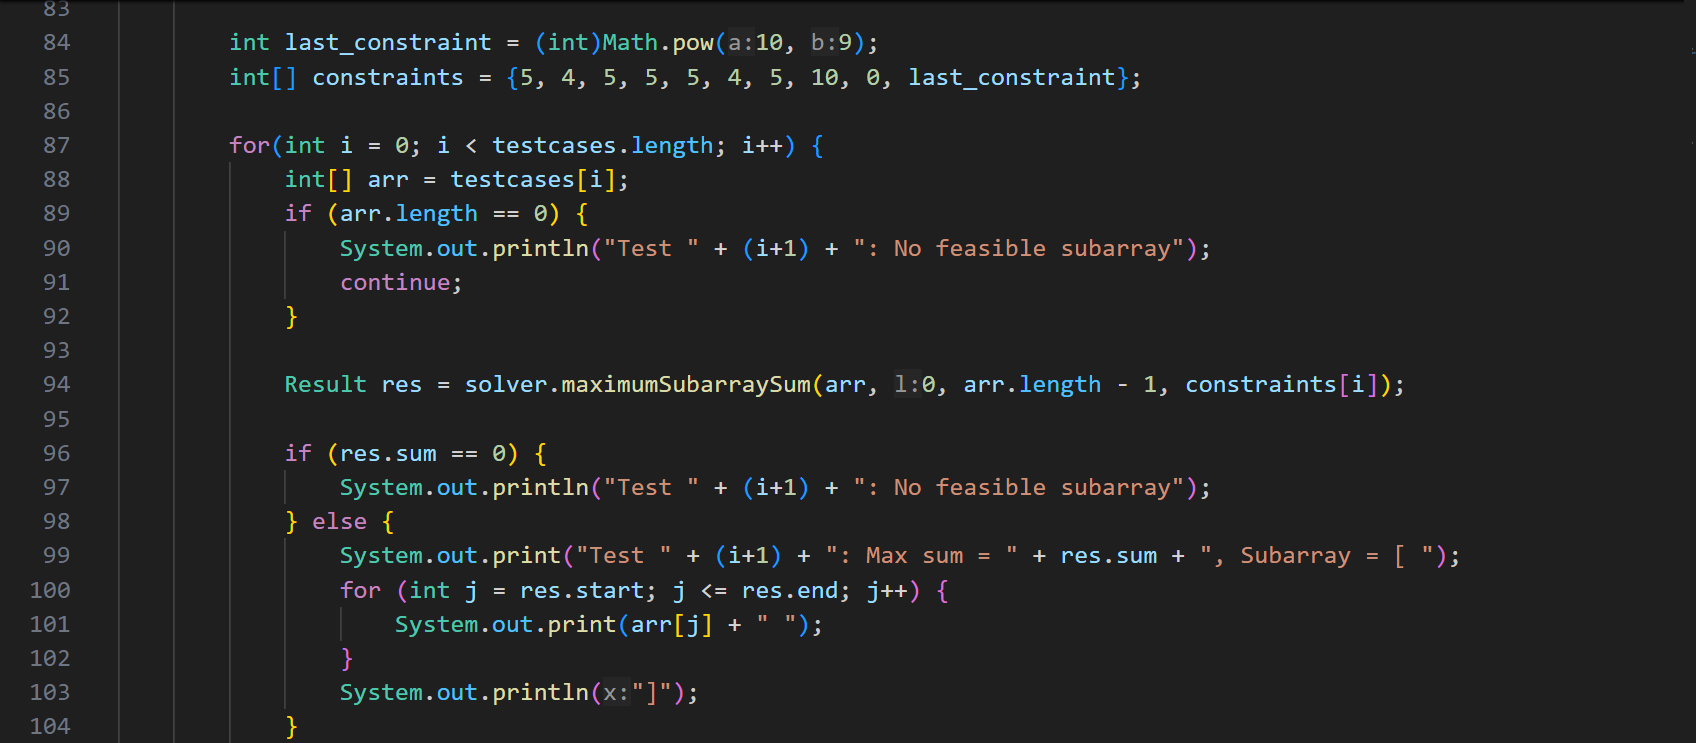 83
84 int last_constraint = (int)Math.pow(a:10, b:9);
85 int[] constraints = {5, 4, 5, 5, 5, 4, 5, 10, 0, last_constraint};
86
87 for(int i = 0; i < testcases.length; i++) {
88 int[] arr = testcases[i];
89 if (arr.length == 0) {
90 System.out.println("Test " + (i+1) + ": No feasible subarray");
91 continue;
92 }
93
94 Result res = solver.maximumSubarraySum(arr, l:0, arr.length - 1, constraints[i]);
95
96 if (res.sum == 0) {
97 System.out.println("Test " + (i+1) + ": No feasible subarray");
98 } else {
99 System.out.print("Test " + (i+1) + ": Max sum = " + res.sum + ", Subarray = [ ");
100 for (int j = res.start; j <= res.end; j++) {
101 System.out.print(arr[j] + " ");
102 }
103 System.out.println(x:"]");
104 }